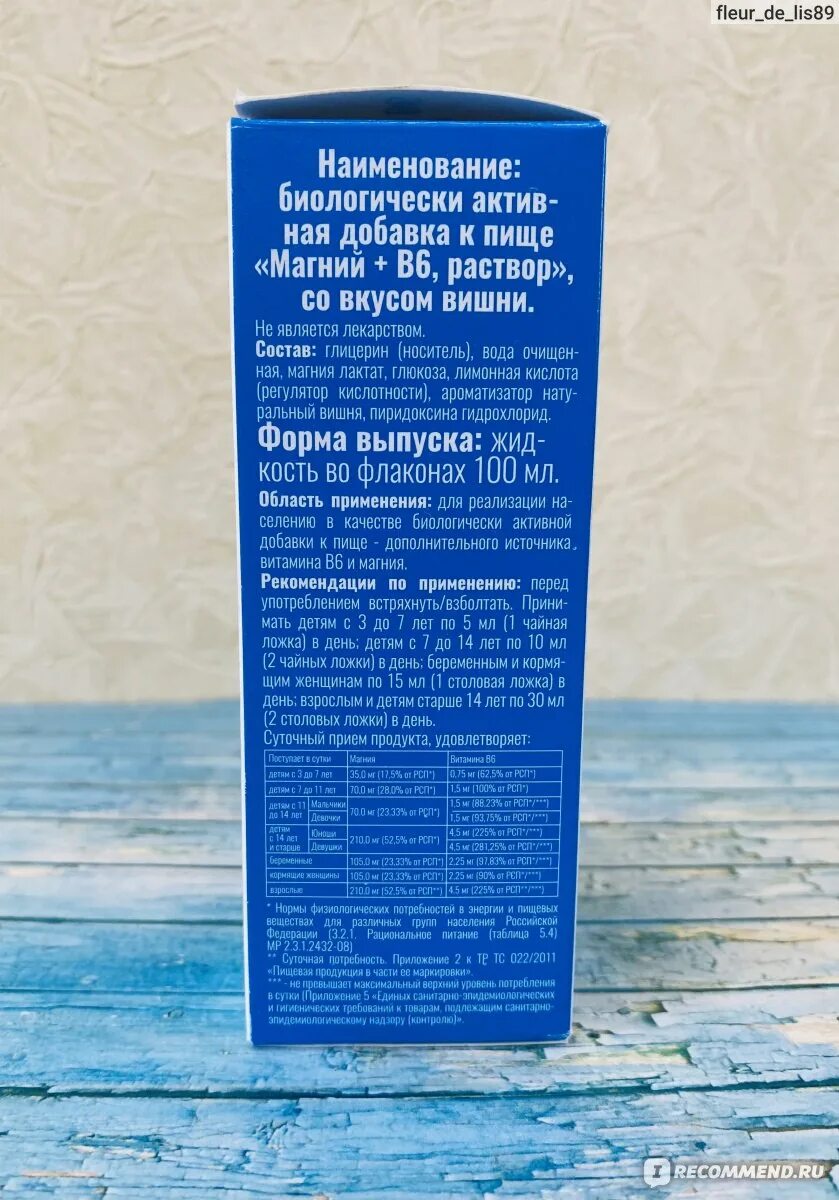 fleur_de_lis89
Наименование:
биологически актив-
ная добавка к пище
«Магний + В6, раствор»,
со вкусом вишни.
Не является лекарством.
Состав: глицерин (носитель), вода очищен-
ная, магния лактат, глюкоза, лимонная кислота
(регулятор кислотности), ароматизатор нату-
ральный вишня, пиридоксина гидрохлорид.
Форма выпуска: жид-
кость во флаконах 100 мл.
Область применения: для реализации на-
селению в качестве биологически активной
добавки к пище - дополнительного источника
витамина В6 и магния.
Рекомендации по применению: перед
употреблением встряхнуть/взболтать. Прини-
мать детям с 3 до 7 лет по 5 мл (1 чайная
ложка) в день; детям с 7 до 14 лет по 10 мл
(2 чайных ложки) в день; беременным и кормя-
щим женщинам по 15 мл (1 столовая ложка) в
день; взрослым и детям старше 14 лет по 30 мл
(2 столовых ложки) в день.
Суточный прием продукта, удовлетворяет:
Поступает в сутки Магния Витамина В6
детям с 3 до 7 лет 35,0 мг (17,5% от РСП*) 0,75 мг (62,5% от РСП*)
детям с 7 до 11 лет 70,0 мг (28,0% от РСП*) 1,5 мг (100% от РСП*)
детям с 11 до 14 лет Мальчики 70,0 мг (23,33% от РСП*) 1,5 мг (88,23% от РСП*/***)
Девочки 1,5 мг (93,75% от РСП*/***)
детям с 14 лет и старше Юноши 210,0 мг (52,5% от РСП*) 4,5 мг (225% от РСП*/***)
Девушки 4,5 мг (281,25% от РСП*/***)
беременные 105,0 мг (23,33% от РСП*) 2,25 мг (97,83% от РСП*/***)
кормящие женщины 105,0 мг (23,33% от РСП*) 2,25 мг (90% от РСП*/***)
взрослые 210,0 мг (52,5% от РСП**) 4,5 мг (225% от РСП**/***)
* Нормы физиологических потребностей в энергии и пищевых
веществах для различных групп населения Российской
Федерации (3.2.1. Рациональное питание (таблица 5.4)
МР 2.3.1.2432-08)
** Суточная потребность. Приложение 2 к ТР ТС 022/2011
«Пищевая продукция в части ее маркировки».
*** - не превышает максимальный верхний уровень потребления
в сутки (Приложение 5 «Единых санитарно-эпидемиологических
и гигиенических требований к товарам, подлежащим санитарно-
эпидемиологическому надзору (контролю)».
IRECOMMEND.RU